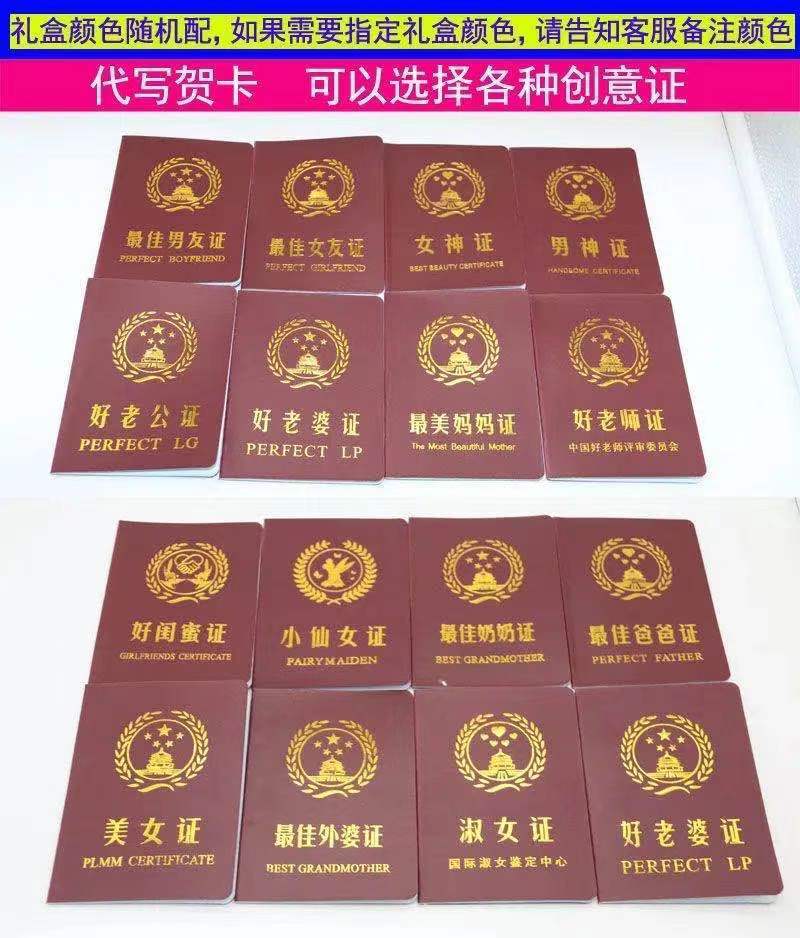 礼盒颜色随机配, 如果需要指定礼盒颜色, 请告知客服备注颜色
代写贺卡 可以选择各种创意证
最佳男友证
PERFECT BOYFRIEND
最佳女友证
PERFECT GIRLFRIEND
女神证
BEST BEAUTY CERTIFICATE
男神证
HANDSOME CERTIFICATE
好老公证
PERFECT LG
好老婆证
PERFECT LP
最美妈妈证
The Most Beautiful Mother
好老师证
中国好老师评审委员会
好闺蜜证
GIRLFRIENDS CERTIFICATE
小仙女证
FAIRYMAIDEN
最佳奶奶证
BEST GRANDMOTHER
最佳爸爸证
PERFECT FATHER
美女证
PLMM CERTIFICATE
最佳外婆证
BEST GRANDMOTHER
淑女证
国际淑女鉴定中心
好老婆证
PERFECT LP